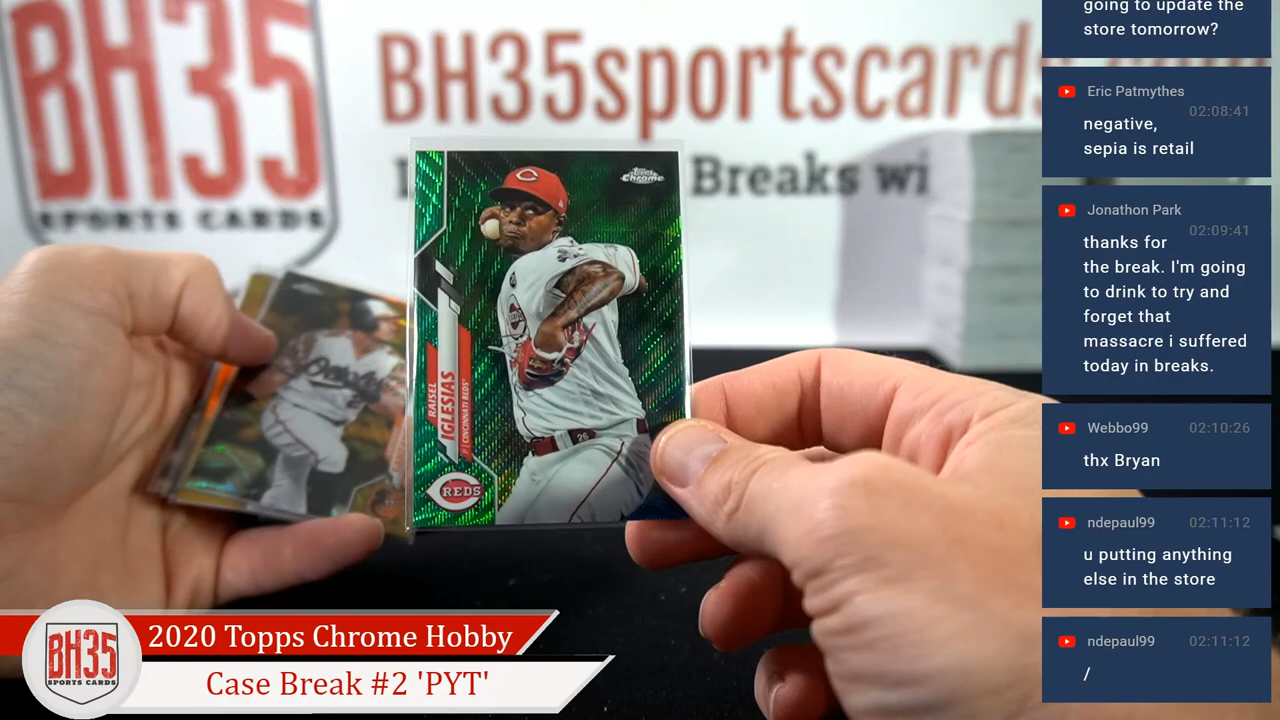 BH35
SPORTS CARDS
BH35sportscards
Breaks wi
Topps
Chrome
RAISEL
IGLESIAS
CINCINNATI REDS
REDS
26
BH35
SPORTS CARDS
2020 Topps Chrome Hobby
Case Break #2 'PYT'
going to update the
store tomorrow?
Eric Patmythes
02:08:41
negative,
sepia is retail
Jonathon Park
02:09:41
thanks for
the break. I'm going
to drink to try and
forget that
massacre i suffered
today in breaks.
Webbo99 02:10:26
thx Bryan
ndepaul99 02:11:12
u putting anything
else in the store
ndepaul99 02:11:12
/